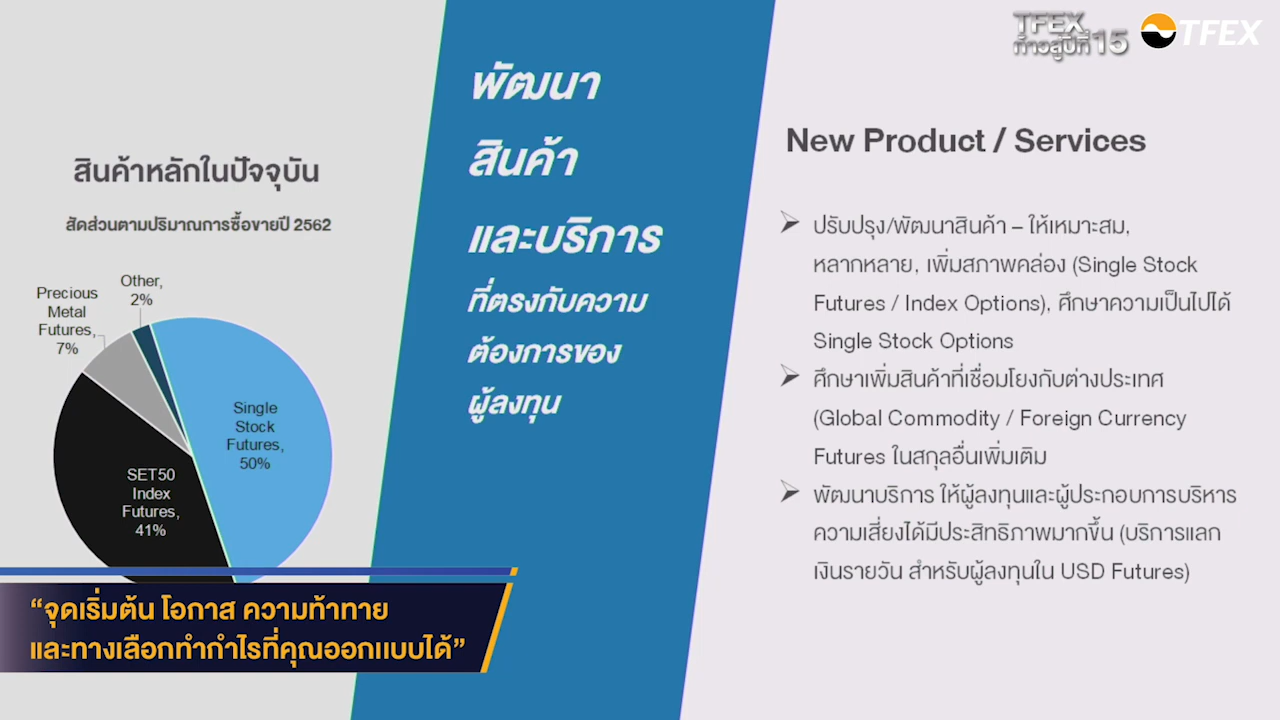 TFEX
ก้าวสู่ปีที่ 15
TFEX
สินค้าหลักในปัจจุบัน
สัดส่วนตามปริมาณการซื้อขายปี 2562
Other,
2%
Precious
Metal
Futures,
7%
Single
Stock
Futures,
50%
SET50
Index
Futures,
41%
พัฒนา
สินค้า
และบริการ
ที่ตรงกับความ
ต้องการของ
ผู้ลงทุน
New Product / Services
ปรับปรุง/พัฒนาสินค้า – ให้เหมาะสม,
หลากหลาย, เพิ่มสภาพคล่อง (Single Stock
Futures / Index Options), ศึกษาความเป็นไปได้
Single Stock Options
ศึกษาเพิ่มสินค้าที่เชื่อมโยงกับต่างประเทศ
(Global Commodity / Foreign Currency
Futures ในสกุลอื่นเพิ่มเติม
พัฒนาบริการ ให้ผู้ลงทุนและผู้ประกอบการบริหาร
ความเสี่ยงได้มีประสิทธิภาพมากขึ้น (บริการแลก
เงินรายวัน สำหรับผู้ลงทุนใน USD Futures)
“จุดเริ่มต้น โอกาส ความท้าทาย
และทางเลือกทำกำไรที่คุณออกแบบได้”